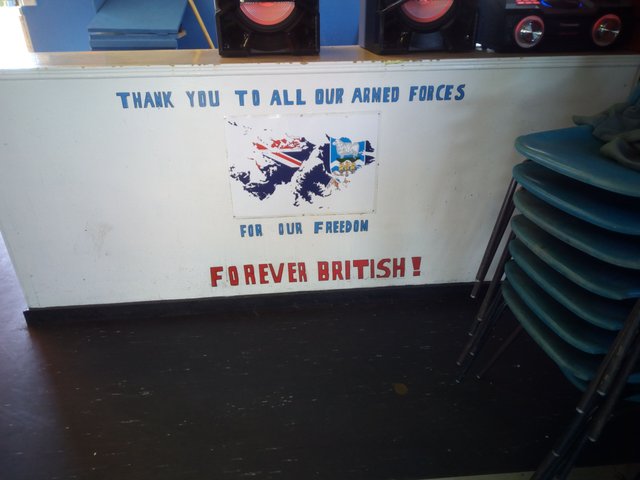 THANK YOU TO ALL OUR ARMED FORCES
FOR OUR FREEDOM
FOREVER BRITISH!